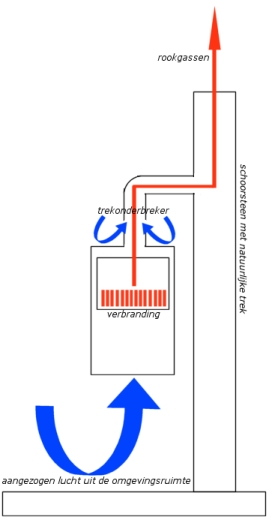 rookgassen
trekonderbreker
schoorsteen met natuurlijke trek
verbranding
aangezogen lucht uit de omgevingsruimte